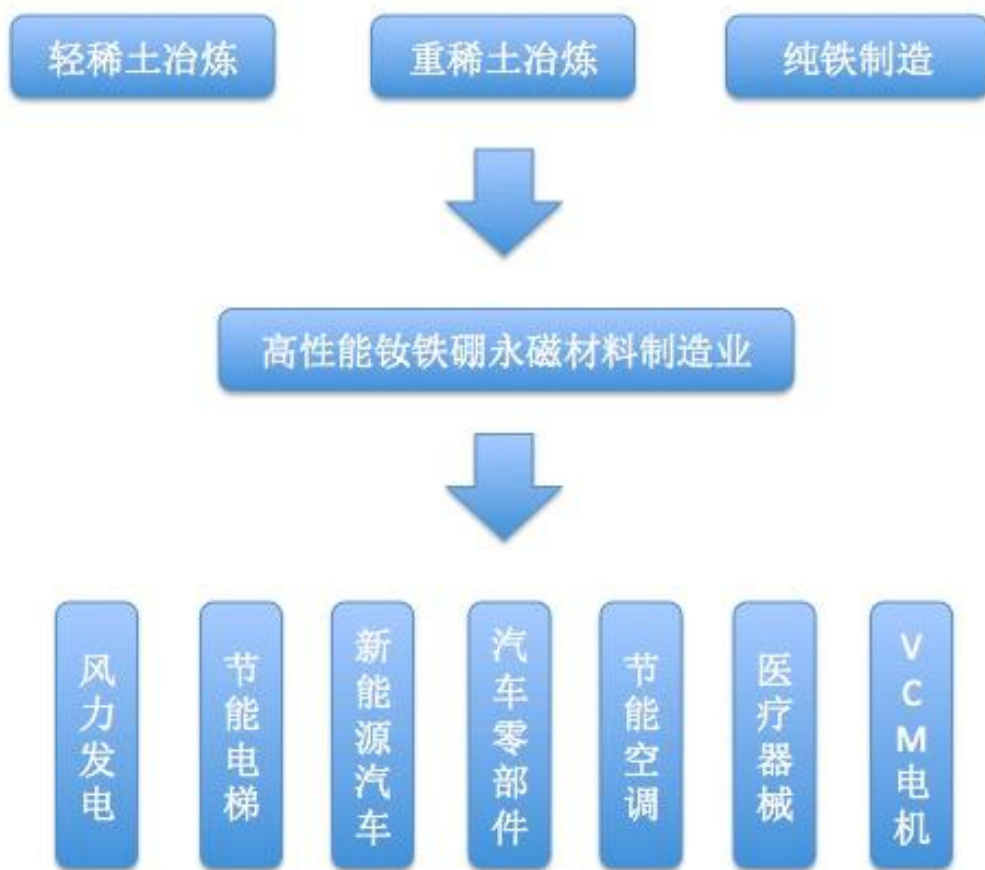 轻稀土冶炼
重稀土冶炼
纯铁制造
高性能钕铁硼永磁材料制造业
风力发电
节能电梯
新能源汽车
汽车零部件
节能空调
医疗器械
VCM电机